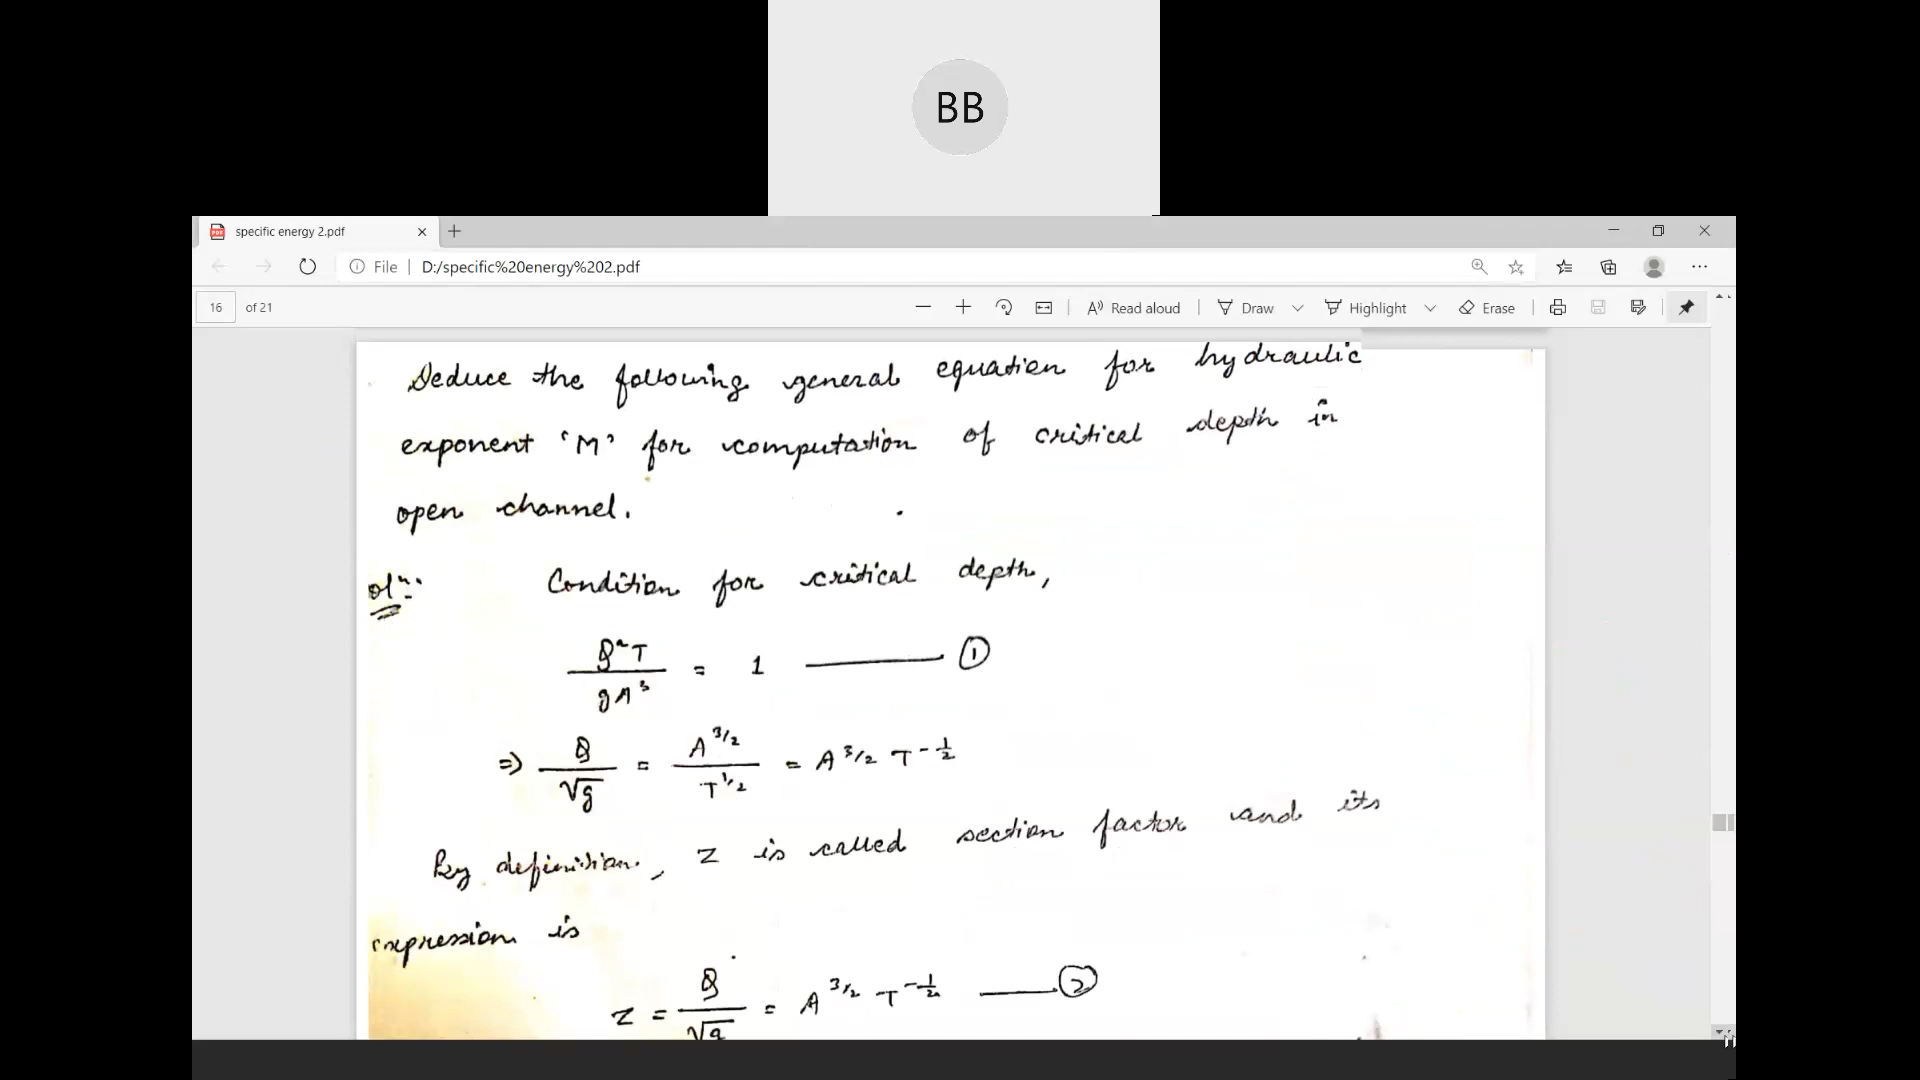 BB
specific energy 2.pdf
File D:/specific%20energy%202.pdf
16 of 21 Read aloud Draw Highlight Erase
Deduce the following general equation for hydraulic
exponent 'M' for computation of critical depth in
open channel.
olⁿ:- Condition for critical depth,
Q²T / gA³ = 1 ——— ①
⇒ Q/√g = A^3/2 / T^1/2 = A^3/2 T^-1/2
By definition, Z is called section factor and its
expression is
Z = Q/√g = A^3/2 T^-1/2 ——— ②